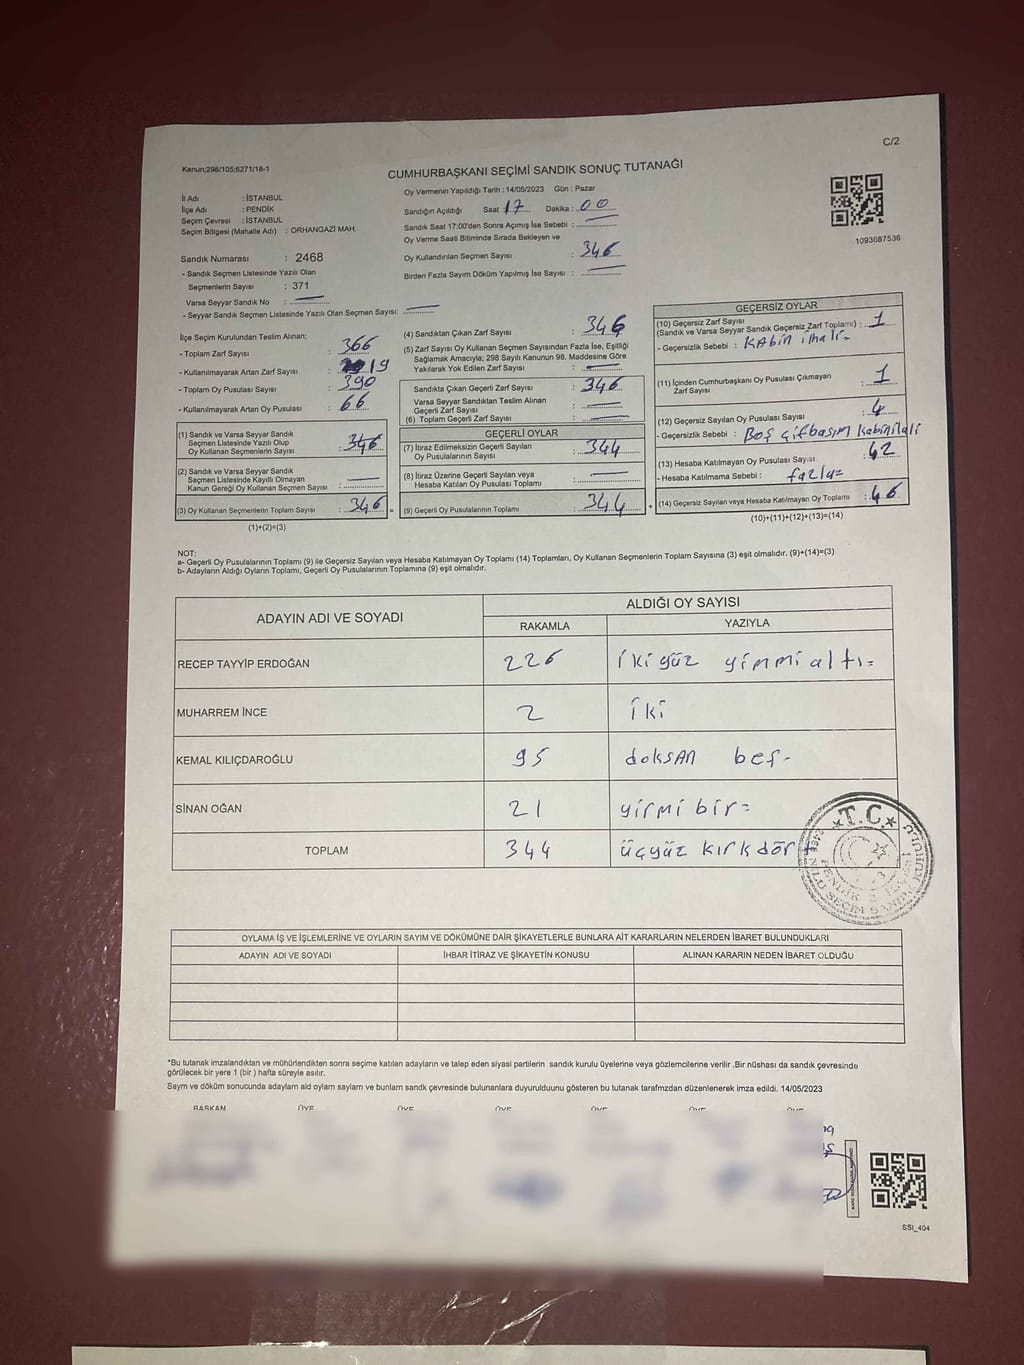 C/2
Kanun;298/105;6271/18-1
CUMHURBAŞKANI SEÇİMİ SANDIK SONUÇ TUTANAĞI
İl Adı : İSTANBUL
İlçe Adı : PENDİK
Seçim Çevresi : İSTANBUL
Seçim Bölgesi (Mahalle Adı) : ORHANGAZİ MAH.
Oy Vermenin Yapıldığı Tarih : 14/05/2023 Gün : Pazar
Sandığın Açıldığı Saat 17 Dakika : 00
Sandık Saat 17:00'den Sonra Açımış İse Sebebi :
Oy Verme Saati Bitiminde Sırada Bekleyen ve
Oy Kullandırılan Seçmen Sayısı : 346
Birden Fazla Sayım Döküm Yapılmış İse Sayısı :
1093687536
Sandık Numarası : 2468
- Sandık Seçmen Listesinde Yazılı Olan
Seçmenlerin Sayısı : 371
Varsa Seyyar Sandık No :
- Seyyar Sandık Seçmen Listesinde Yazılı Olan Seçmen Sayısı:
İlçe Seçim Kurulundan Teslim Alınan;
- Toplam Zarf Sayısı : 366
- Kullanılmayarak Artan Zarf Sayısı : 19
- Toplam Oy Pusulası Sayısı : 390
- Kullanılmayarak Artan Oy Pusulası : 66
(1) Sandık ve Varsa Seyyar Sandık
Seçmen Listesinde Yazılı Olup
Oy Kullanan Seçmenlerin Sayısı : 346
(2) Sandık ve Varsa Seyyar Sandık
Seçmen Listesinde Kayıtlı Olmayan
Kanun Gereği Oy Kullanan Seçmen Sayısı :
(3) Oy Kullanan Seçmenlerin Toplam Sayısı : 346 =
(1)+(2)=(3)
(4) Sandıktan Çıkan Zarf Sayısı : 346
(5) Zarf Sayısı Oy Kullanan Seçmen Sayısından Fazla İse, Eşitliği
Sağlamak Amacıyla; 298 Sayılı Kanunun 98. Maddesine Göre
Yakılarak Yok Edilen Zarf Sayısı :
Sandıkta Çıkan Geçerli Zarf Sayısı : 346
Varsa Seyyar Sandıktan Teslim Alınan
Geçerli Zarf Sayısı :
(6) Toplam Geçerli Zarf Sayısı :
GEÇERLİ OYLAR
(7) İtiraz Edilmeksizin Geçerli Sayılan
Oy Pusulalarının Sayısı : 344
(8) İtiraz Üzerine Geçerli Sayılan veya
Hesaba Katılan Oy Pusulası Toplamı :
(9) Geçerli Oy Pusulalarının Toplamı : 344 +
GEÇERSİZ OYLAR
(10) Geçersiz Zarf Sayısı
(Sandık ve Varsa Seyyar Sandık Geçersiz Zarf Toplamı) : 1
- Geçersizlik Sebebi : Kabin ihali-
(11) İçinden Cumhurbaşkanı Oy Pusulası Çıkmayan
Zarf Sayısı : 1
(12) Geçersiz Sayılan Oy Pusulası Sayısı : 4
- Geçersizlik Sebebi : Boş çifbasım kabinilali
(13) Hesaba Katılmayan Oy Pusulası Sayısı : 42
- Hesaba Katılmama Sebebi : fazla=
(14) Geçersiz Sayılan veya Hesaba Katılmayan Oy Toplamı : 46
(10)+(11)+(12)+(13)=(14)
NOT:
a- Geçerli Oy Pusulalarının Toplamı (9) ile Geçersiz Sayılan veya Hesaba Katılmayan Oy Toplamı (14) Toplamları, Oy Kullanan Seçmenlerin Toplam Sayısına (3) eşit olmalıdır. (9)+(14)=(3)
b- Adayların Aldığı Oyların Toplamı, Geçerli Oy Pusulalarının Toplamına (9) eşit olmalıdır.
ADAYIN ADI VE SOYADI
ALDIĞI OY SAYISI
RAKAMLA YAZIYLA
RECEP TAYYİP ERDOĞAN 226 ikiyüz yirmi altı=
MUHARREM İNCE 2 iki
KEMAL KILIÇDAROĞLU 95 doksan beş-
SİNAN OĞAN 21 yirmi bir=
TOPLAM 344 üçyüz kırkdört
T.C.
OYLAMA İŞ VE İŞLEMLERİNE VE OYLARIN SAYIM VE DÖKÜMÜNE DAİR ŞİKAYETLERLE BUNLARA AİT KARARLARIN NELERDEN İBARET BULUNDUKLARI
ADAYIN ADI VE SOYADI İHBAR İTİRAZ VE ŞİKAYETİN KONUSU ALINAN KARARIN NEDEN İBARET OLDUĞU
*Bu tutanak imzalandıktan ve mühürlendikten sonra seçime katılan adayların ve talep eden siyasi partilerin sandık kurulu üyelerine veya gözlemcilerine verilir .Bir nüshası da sandık çevresinde
görülecek bir yere 1 (bir ) hafta süreyle asılır.
Sayım ve döküm sonucunda adayların ald oyların sayların ve bunların sandk çevresinde bulunanlara duyurulduunu gösteren bu tutanak tarafmzdan düzenlenerek imza edildi. 14/05/2023
BAŞKAN ÜYE ÜYE ÜYE ÜYE ÜYE ÜYE
SSI_404